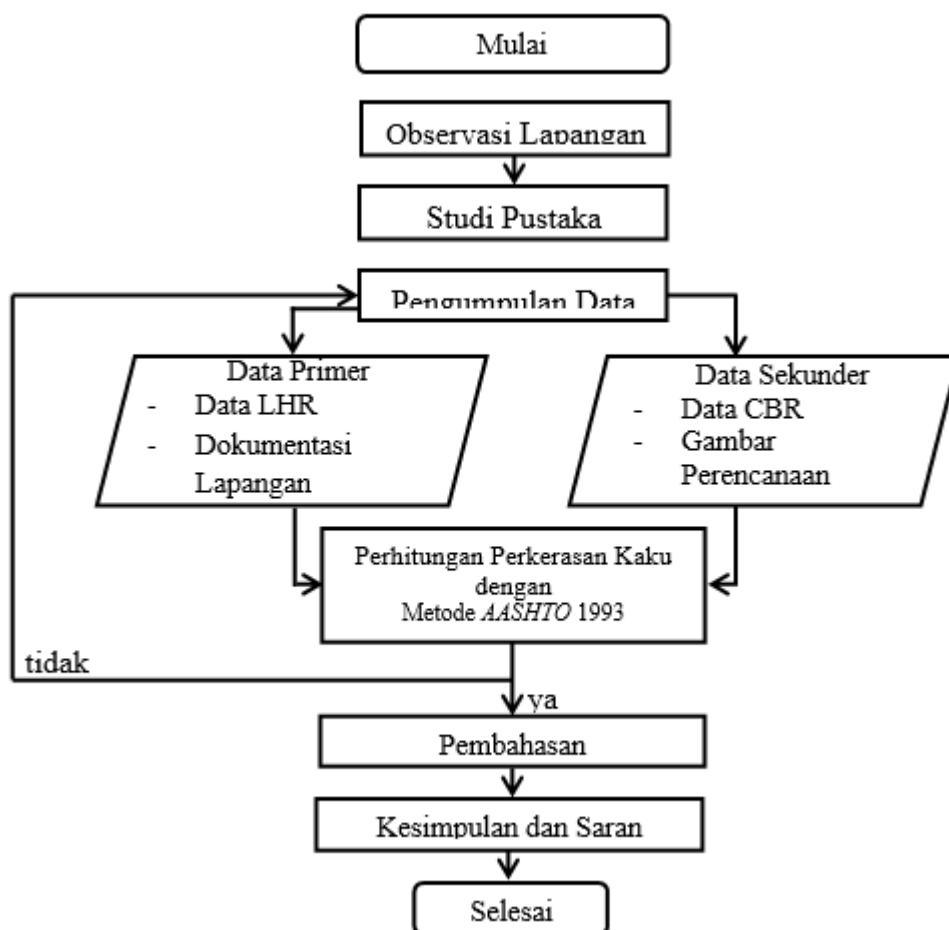 Mulai
Observasi Lapangan
Studi Pustaka
Pengumpulan Data
Data Primer
- Data LHR
- Dokumentasi
Lapangan
Data Sekunder
- Data CBR
- Gambar
Perencanaan
Perhitungan Perkerasan Kaku
dengan
Metode AASHTO 1993
tidak
ya
Pembahasan
Kesimpulan dan Saran
Selesai